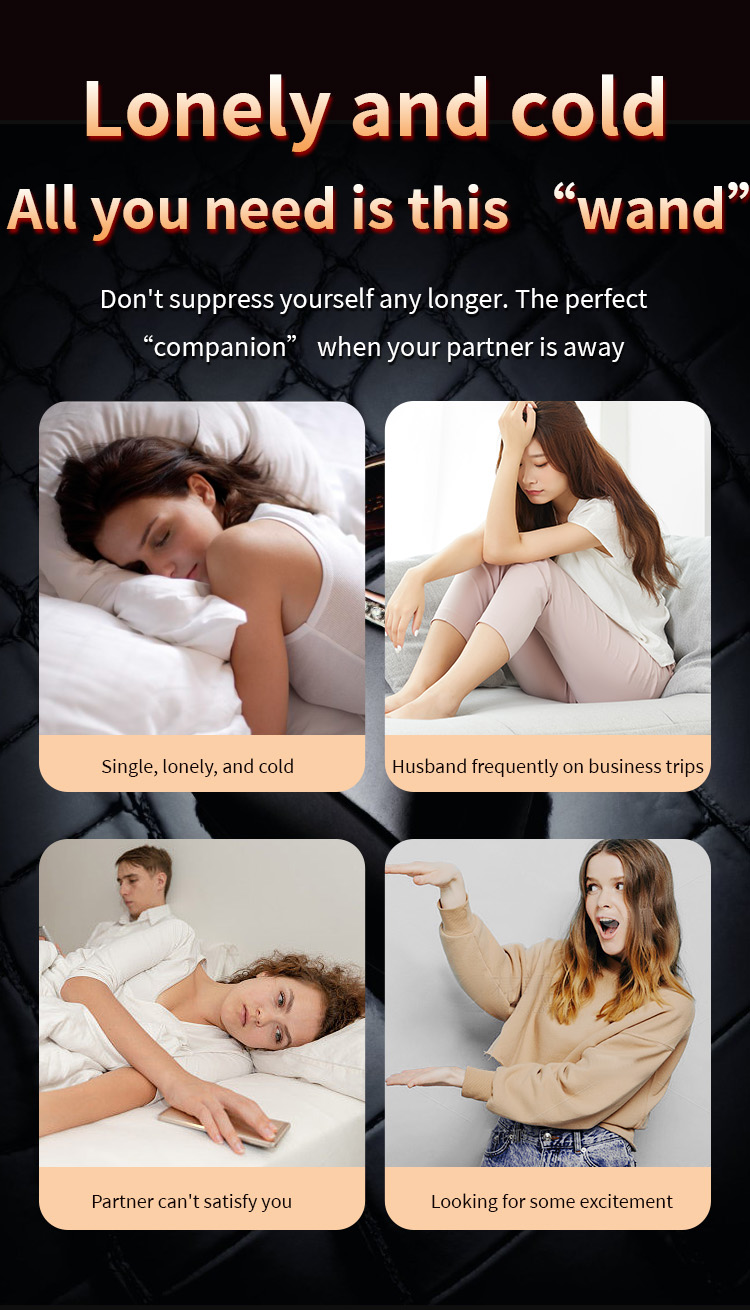 Lonely and cold
All you need is this “wand”
Don't suppress yourself any longer. The perfect
“companion” when your partner is away
Single, lonely, and cold
Husband frequently on business trips
Partner can't satisfy you
Looking for some excitement